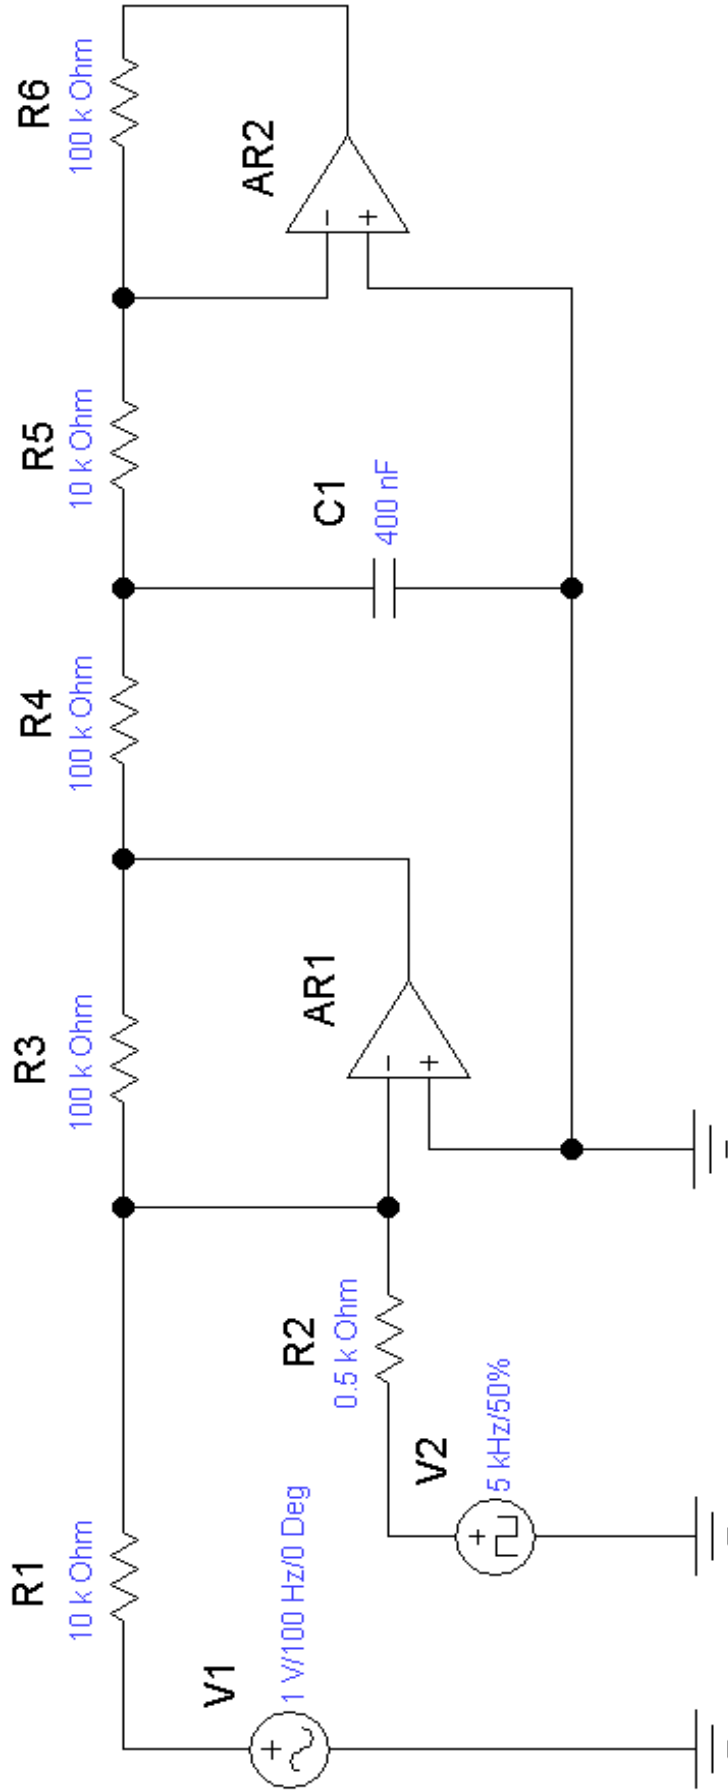 V1
1 V/100 Hz/0 Deg
R1
10 k Ohm
V2
5 kHz/50%
R2
0.5 k Ohm
R3
100 k Ohm
AR1
R4
100 k Ohm
C1
400 nF
R5
10 k Ohm
AR2
R6
100 k Ohm